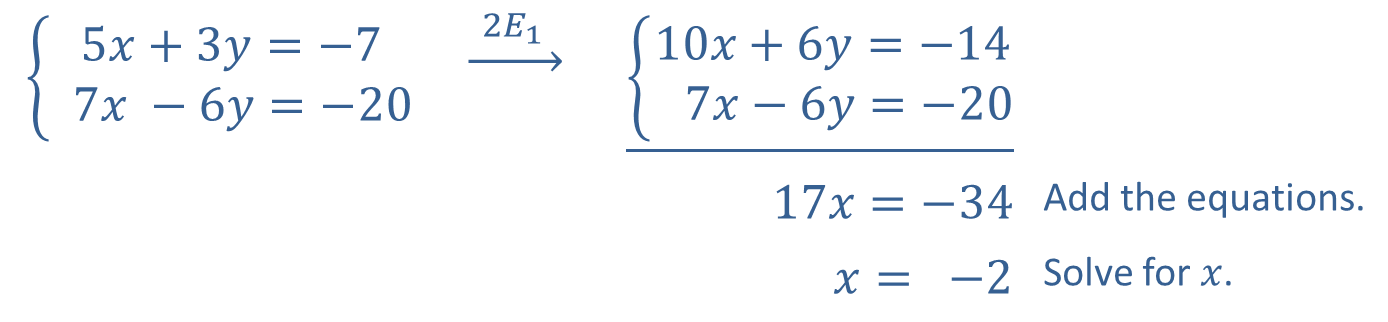 5x + 3y = −7
7x − 6y = −20
2E₁
10x + 6y = −14
7x − 6y = −20
17x = −34 Add the equations.
x = −2 Solve for x.